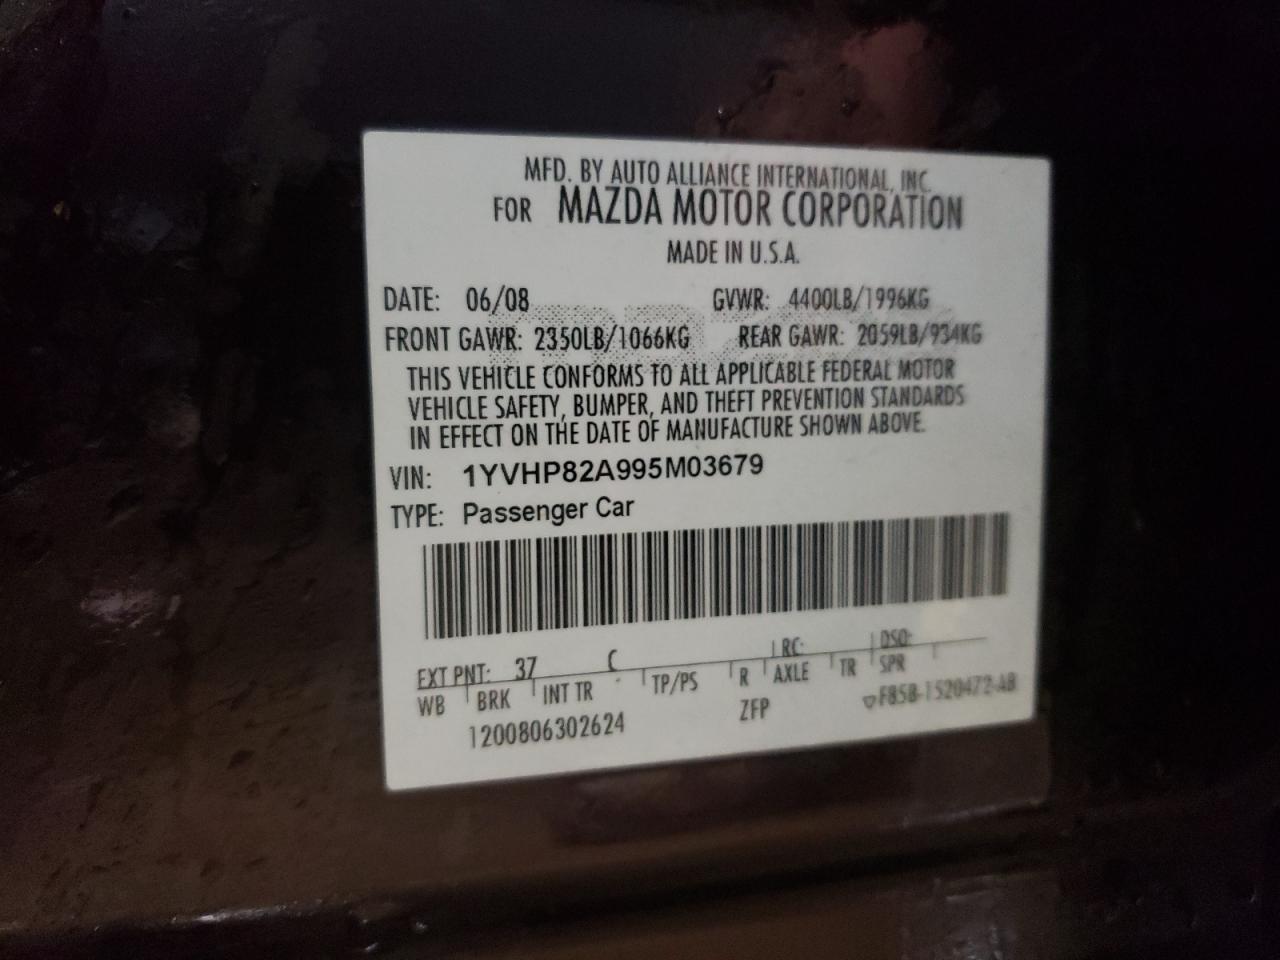 MFD. BY AUTO ALLIANCE INTERNATIONAL, INC.
FOR MAZDA MOTOR CORPORATION
MADE IN U.S.A.
DATE: 06/08 GVWR: 4400LB/1996KG
FRONT GAWR: 2350LB/1066KG REAR GAWR: 2059LB/934KG
THIS VEHICLE CONFORMS TO ALL APPLICABLE FEDERAL MOTOR
VEHICLE SAFETY, BUMPER, AND THEFT PREVENTION STANDARDS
IN EFFECT ON THE DATE OF MANUFACTURE SHOWN ABOVE.
VIN: 1YVHP82A995M03679
TYPE: Passenger Car
EXT PNT: 37 C RC: DSO:
WB BRK INT TR TP/PS R AXLE TR SPR
1200806302624 ZFP F85B-1520472-AB